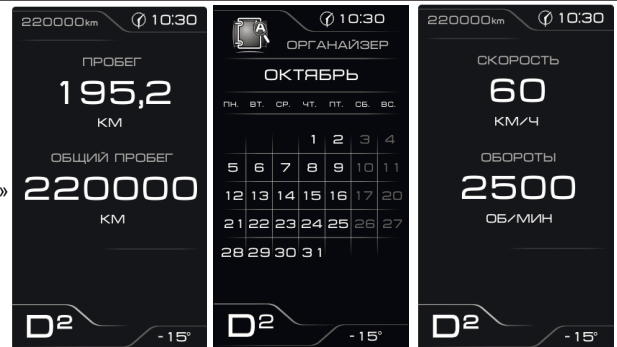 220000km 10:30
ПРОБЕГ
195,2
КМ
ОБЩИЙ ПРОБЕГ
» 220000
КМ
D2
-15°
A 10:30
ОРГАНАЙЗЕР
ОКТЯБРЬ
ПН. ВТ. СР. ЧТ. ПТ. СБ. ВС.
1 2 3 4
5 6 7 8 9 10 11
12 13 14 15 16 17 20
21 22 23 24 25 26 27
28 29 30 31
D2
-15°
220000km 10:30
СКОРОСТЬ
60
КМ/Ч
ОБОРОТЫ
2500
ОБ/МИН
D2
-15°